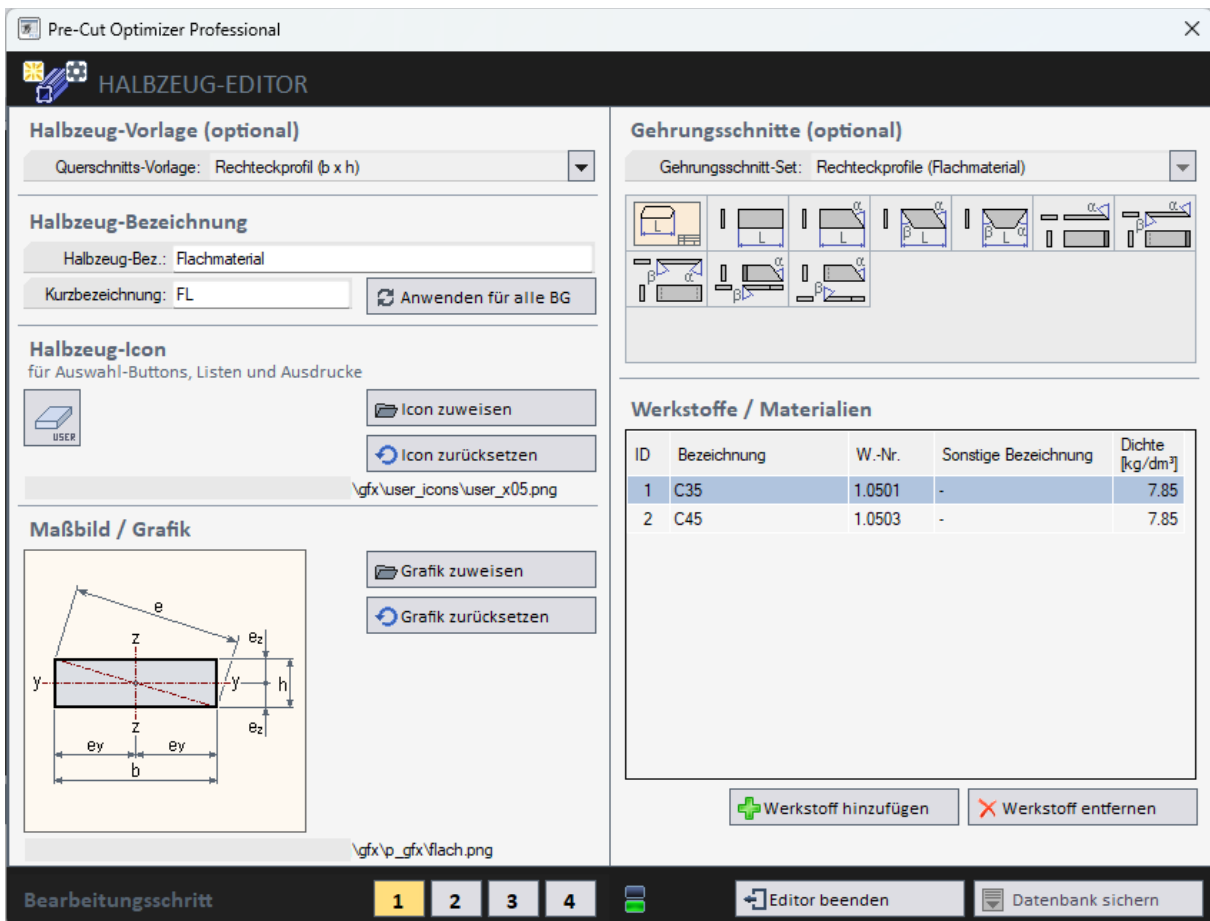 Pre-Cut Optimizer Professional
HALBZEUG-EDITOR
Halbzeug-Vorlage (optional)
Querschnitts-Vorlage: Rechteckprofil (b x h)
Halbzeug-Bezeichnung
Halbzeug-Bez.: Flachmaterial
Kurzbezeichnung: FL
Anwenden für alle BG
Halbzeug-Icon
für Auswahl-Buttons, Listen und Ausdrucke
USER
Icon zuweisen
Icon zurücksetzen
\gfx\user_icons\user_x05.png
Maßbild / Grafik
Grafik zuweisen
Grafik zurücksetzen
e
z
ez
y
y
h
z
ez
ey
ey
b
\gfx\p_gfx\flach.png
Gehrungsschnitte (optional)
Gehrungsschnitt-Set: Rechteckprofile (Flachmaterial)
L
L
α
L
β
L
β
L
α
α
α
β
β
α
α
β
α
β
Werkstoffe / Materialien
ID Bezeichnung W.-Nr. Sonstige Bezeichnung Dichte [kg/dm³]
1 C35 1.0501 - 7.85
2 C45 1.0503 - 7.85
Werkstoff hinzufügen
Werkstoff entfernen
Bearbeitungsschritt
1 2 3 4
Editor beenden
Datenbank sichern